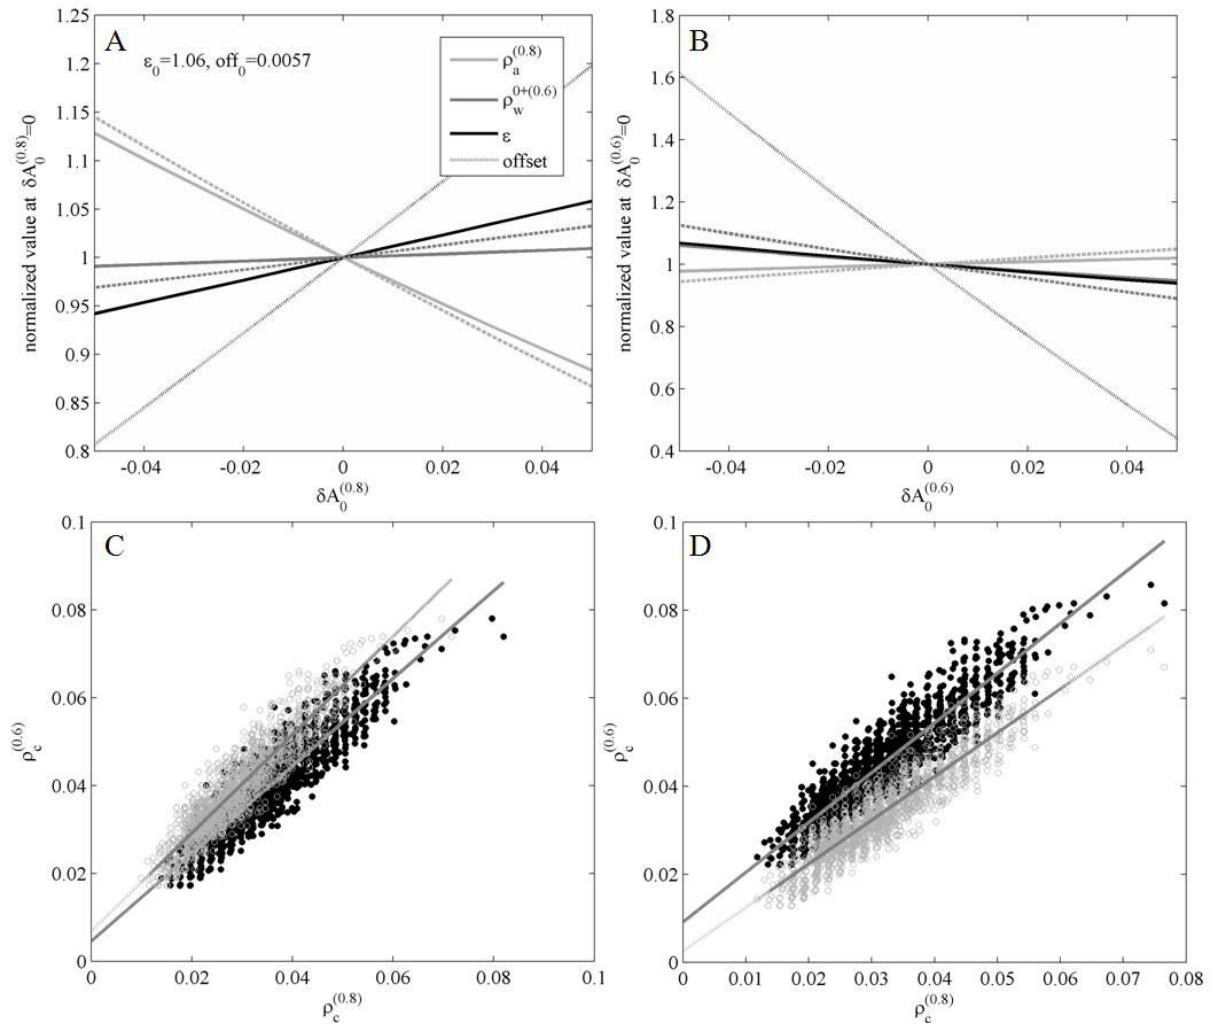 A
ε₀=1.06, off₀=0.0057
ρₐ^(0.8)
ρ_w^0+(0.6)
ε
offset
1.25
1.2
1.15
1.1
1.05
1
0.95
0.9
0.85
0.8
normalized value at δA₀^(0.8)=0
-0.04 -0.02 0 0.02 0.04
δA₀^(0.8)
B
1.8
1.6
1.4
1.2
1
0.8
0.6
0.4
normalized value at δA₀^(0.6)=0
-0.04 -0.02 0 0.02 0.04
δA₀^(0.6)
C
0.1
0.08
0.06
0.04
0.02
0
ρ_c^(0.6)
0 0.02 0.04 0.06 0.08 0.1
ρ_c^(0.8)
D
0.1
0.08
0.06
0.04
0.02
0
ρ_c^(0.6)
0 0.01 0.02 0.03 0.04 0.05 0.06 0.07 0.08
ρ_c^(0.8)